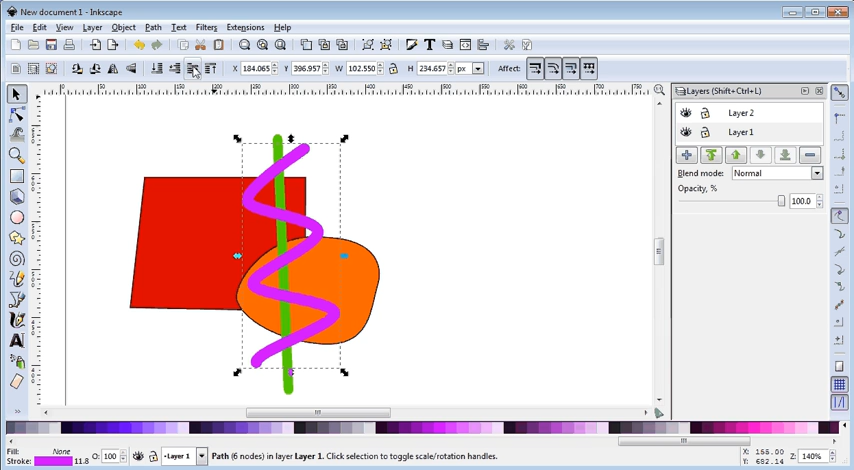 New document 1 - Inkscape
File Edit View Layer Object Path Text Filters Extensions Help
X 184.065 Y 396.957 W 102.550 H 234.657 px Affect:
Layers (Shift+Ctrl+L)
Layer 2
Layer 1
Blend mode: Normal
Opacity, %
100.0
Fill: None
Stroke: 11.8
O: 100
Layer 1
Path (6 nodes) in layer Layer 1. Click selection to toggle scale/rotation handles.
X: 155.00
Y: 692.14
Z: 140%